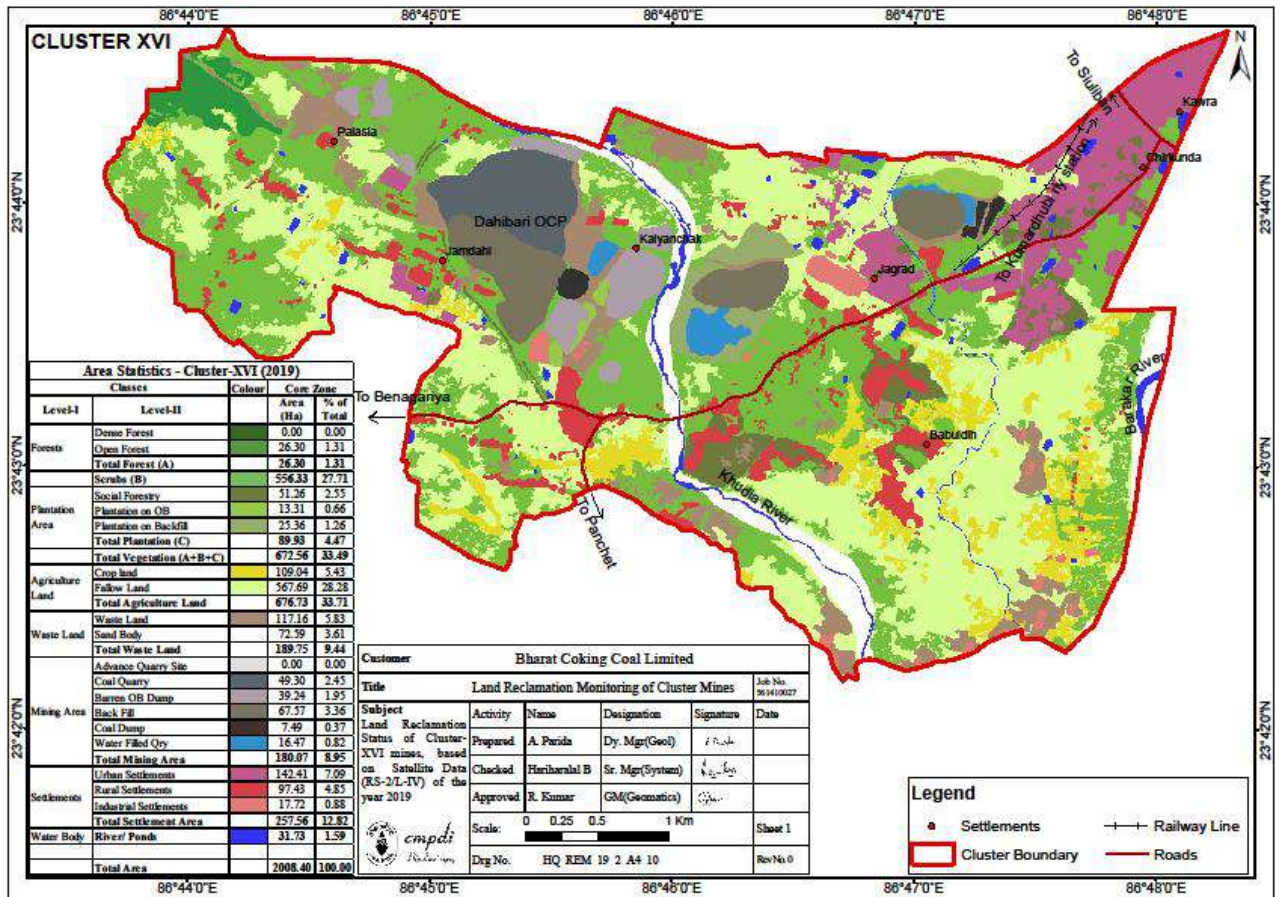 86°44'0"E 86°45'0"E 86°46'0"E 86°47'0"E 86°48'0"E
CLUSTER XVI
N
To Siuliban
Kawra
Palasia
Chirkunda
23°44'0"N
23°44'0"N
Dahibari OCP
To Kumardhubi rly station
Kalyanchak
Jamdahi
Jagrad
Barakar River
To Benaganya
Babuidih
23°43'0"N
23°43'0"N
Khudia River
To Panchet
Area Statistics - Cluster-XVI (2019)
Classes Colour Core Zone
Level-I Level-II Area (Ha) % of Total
Forests
Dense Forest 0.00 0.00
Open Forest 26.30 1.31
Total Forest (A) 26.30 1.31
Scrubs (B) 556.33 27.71
Plantation Area
Social Forestry 51.26 2.55
Plantation on OB 13.31 0.66
Plantation on Backfill 25.36 1.26
Total Plantation (C) 89.93 4.47
Total Vegetation (A+B+C) 672.56 33.49
Agriculture Land
Crop land 109.04 5.43
Fallow Land 567.69 28.28
Total Agriculture Land 676.73 33.71
Waste Land
Waste Land 117.16 5.83
Sand Body 72.59 3.61
Total Waste Land 189.75 9.44
Mining Area
Advance Quarry Site 0.00 0.00
Coal Quarry 49.30 2.45
Barren OB Dump 39.24 1.95
Back Fill 67.57 3.36
Coal Dump 7.49 0.37
Water Filled Qry 16.47 0.82
Total Mining Area 180.07 8.95
Settlements
Urban Settlements 142.41 7.09
Rural Settlements 97.43 4.85
Industrial Settlements 17.72 0.88
Total Settlement Area 257.56 12.82
Water Body River/ Ponds 31.73 1.59
Total Area 2008.40 100.00
23°42'0"N
23°42'0"N
Customer Bharat Coking Coal Limited
Title Land Reclamation Monitoring of Cluster Mines
Job No. 561410027
Subject
Land Reclamation
Status of Cluster-
XVI mines, based
on Satellite Data
(RS-2/L-IV) of the
year 2019
Activity Name Designation Signature Date
Prepared A. Parida Dy. Mgr(Geol)
Checked Hariharalal B Sr. Mgr(System)
Approved R. Kumar GM(Geomatics)
Scale: 0 0.25 0.5 1 Km
Sheet 1
cmpdi
Drg No. HQ REM 19 2 A4 10
Rev No.0
Legend
Settlements
Railway Line
Cluster Boundary
Roads
86°44'0"E 86°45'0"E 86°46'0"E 86°47'0"E 86°48'0"E